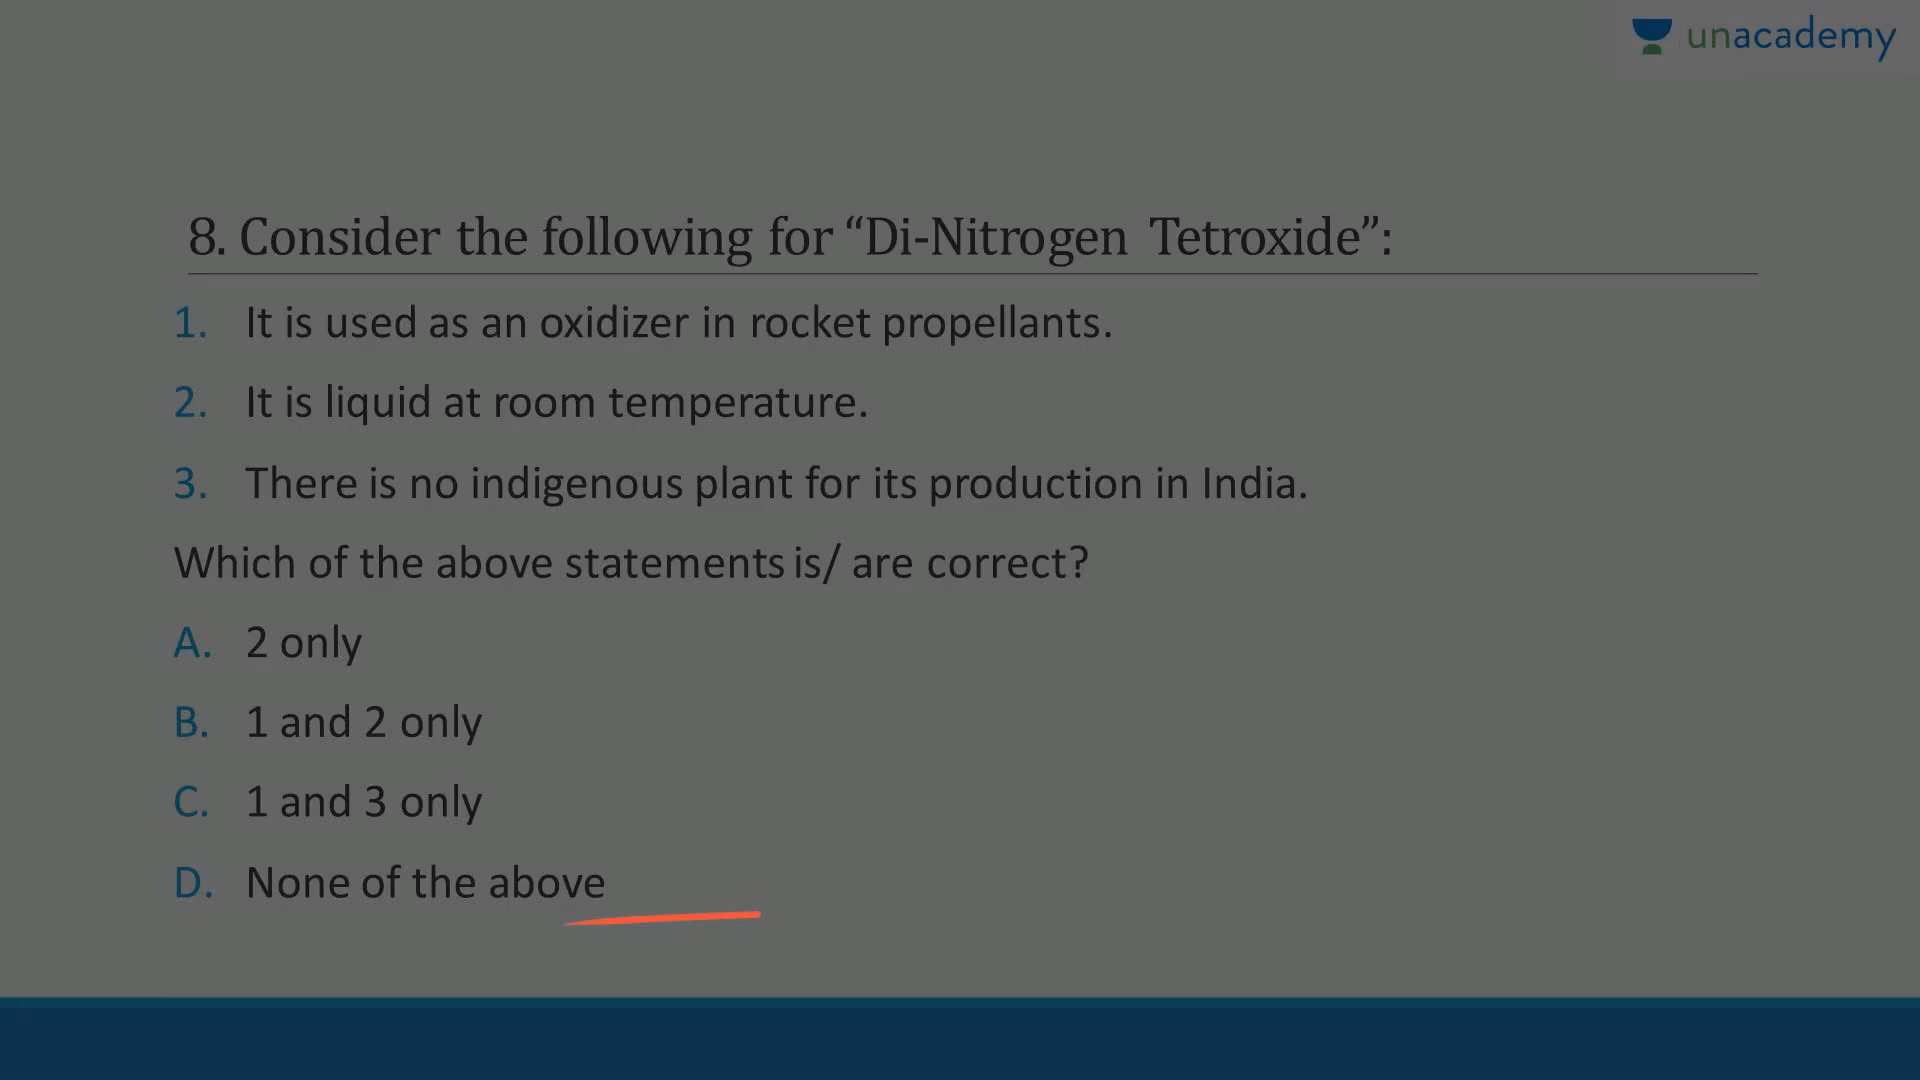 unacademy
8. Consider the following for “Di-Nitrogen Tetroxide”:
1. It is used as an oxidizer in rocket propellants.
2. It is liquid at room temperature.
3. There is no indigenous plant for its production in India.
Which of the above statements is/ are correct?
A. 2 only
B. 1 and 2 only
C. 1 and 3 only
D. None of the above